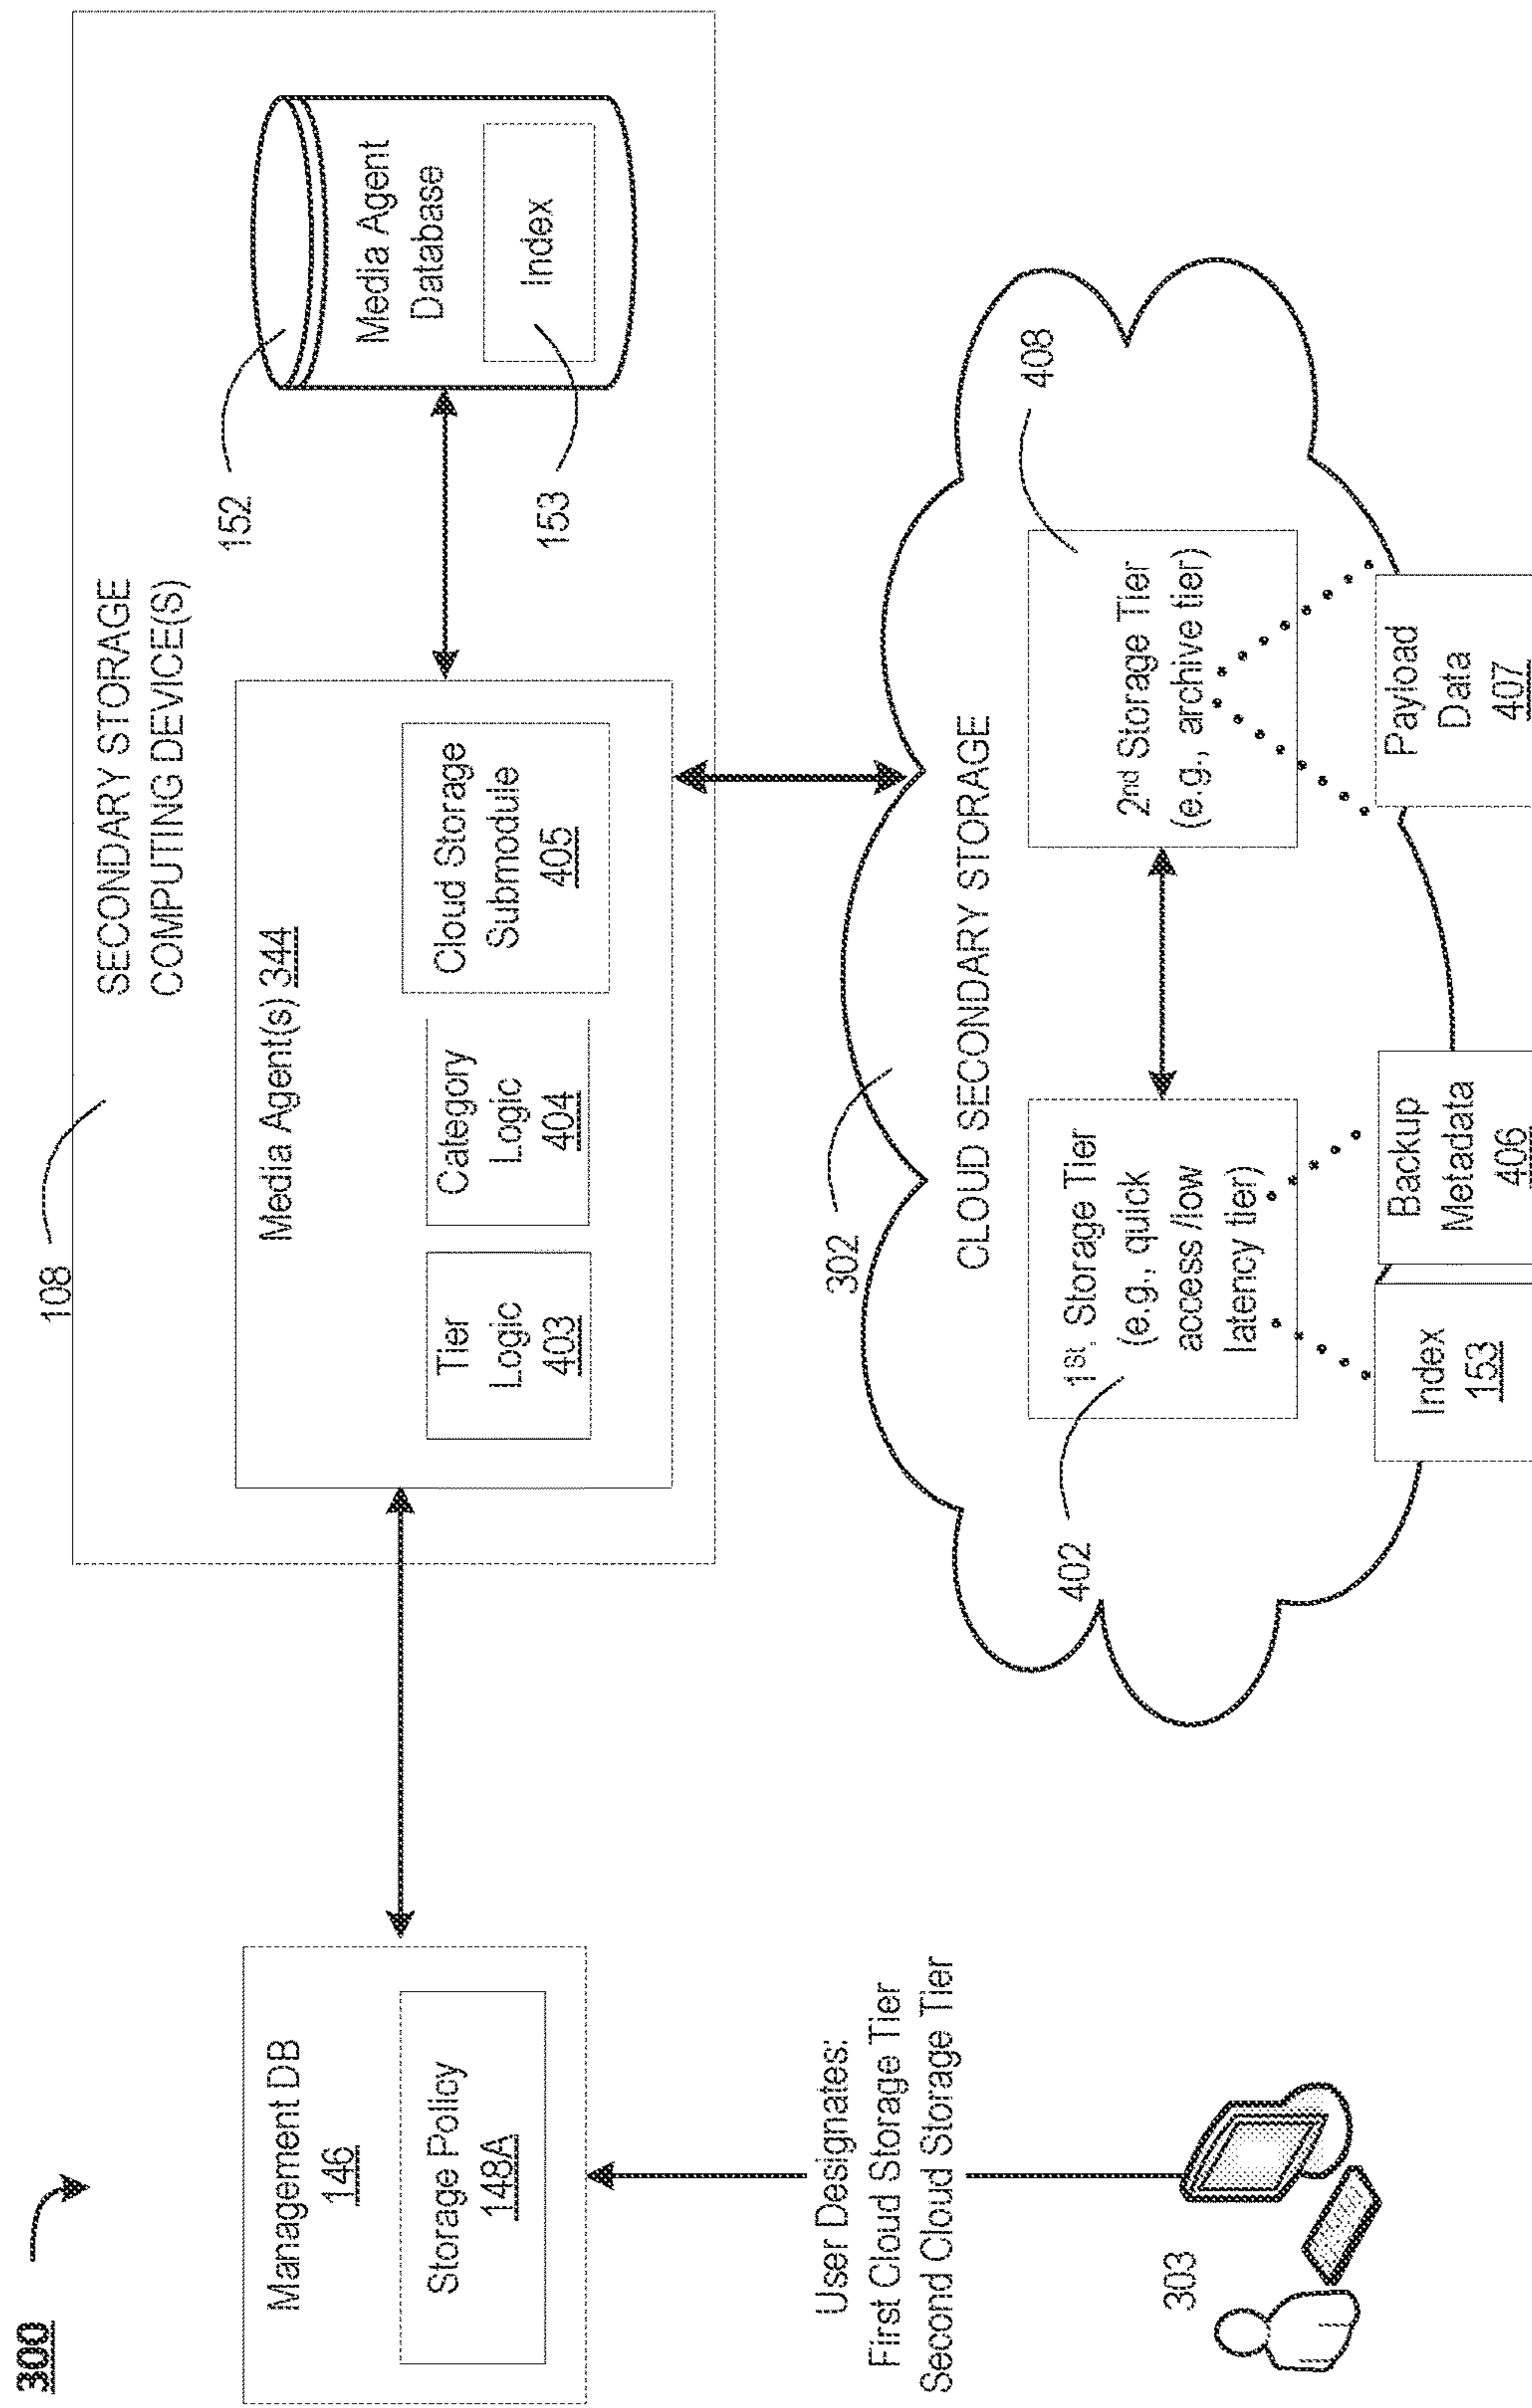 300
Management DB
146
Storage Policy
148A
User Designates:
First Cloud Storage Tier
Second Cloud Storage Tier
303
108
SECONDARY STORAGE
COMPUTING DEVICE(S)
Media Agent(s) 344
Tier
Logic
403
Category
Logic
404
Cloud Storage
Submodule
405
152
Media Agent
Database
Index
153
302
CLOUD SECONDARY STORAGE
402
1st. Storage Tier
(e.g., quick
access /low
latency tier)
408
2nd Storage Tier
(e.g., archive tier)
Index
153
Backup
Metadata
406
Payload
Data
407